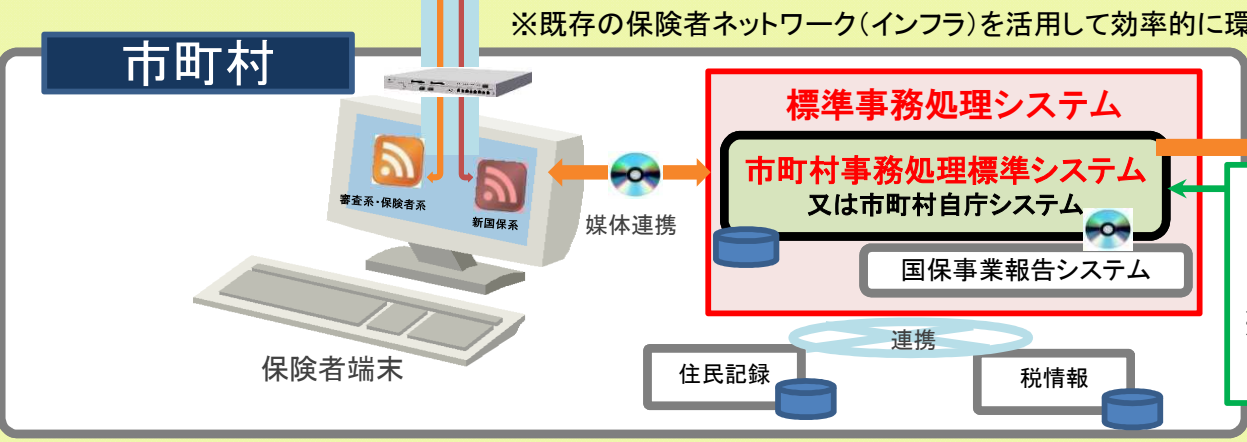 ※既存の保険者ネットワーク(インフラ)を活用して効率的に環
市町村
標準事務処理システム
市町村事務処理標準システム
又は市町村自庁システム
審査系・保険者系
新国保系
媒体連携
国保事業報告システム
連携
保険者端末
住民記録
税情報